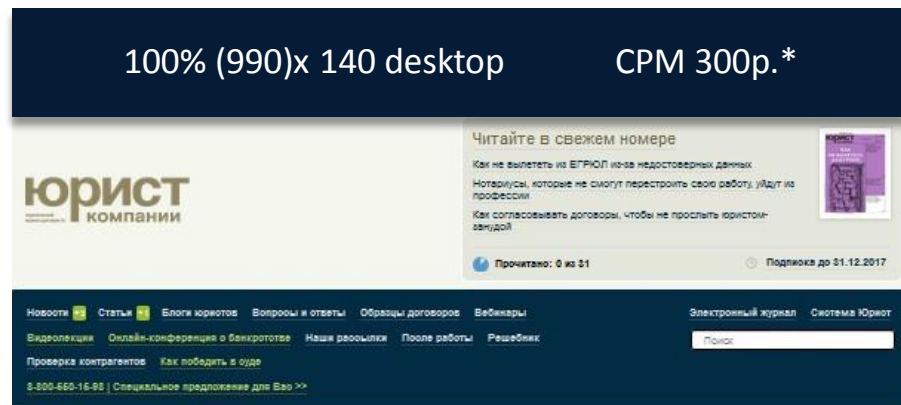 100% (990)x 140 desktop CPM 300р.*
Читайте в свежем номере
Как не вылететь из ЕГРЮЛ из-за недостоверных данных
Нотариусы, которые не смогут перестроить свою работу, уйдут из
профессии
Как согласовывать договоры, чтобы не прослыть юристом-
занудой
юрист
компании
Прочитано: 0 из 31 Подписка до 31.12.2017
Новости Статьи Блоги юристов Вопросы и ответы Образцы договоров Вебинары Электронный журнал Система Юрист
Видеолекции Онлайн-конференция о банкротстве Наши рассылки После работы Решебник Поиск
Проверка контрагентов Как победить в суде
8-800-550-15-98 | Специальное предложение для Вас >>